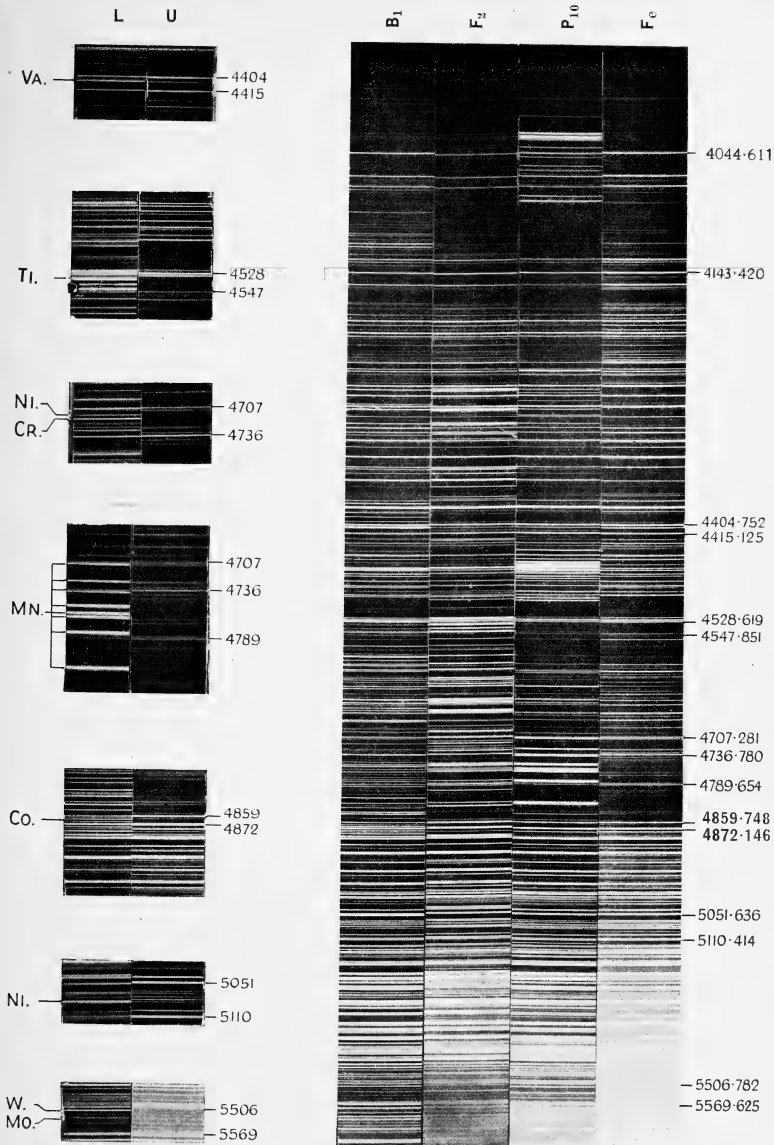 L U
VA.
4404
4415
TI.
4528
4547
NI.
CR.
4707
4736
MN.
4707
4736
4789
CO.
4859
4872
NI.
5051
5110
W.
MO.
5506
5569
B1 F2 P10 Fe
4044·611
4143·420
4404·752
4415·125
4528·619
4547·851
4707·281
4736·780
4789·654
4859·748
4872·146
5051·636
5110·414
5506·782
5569·625